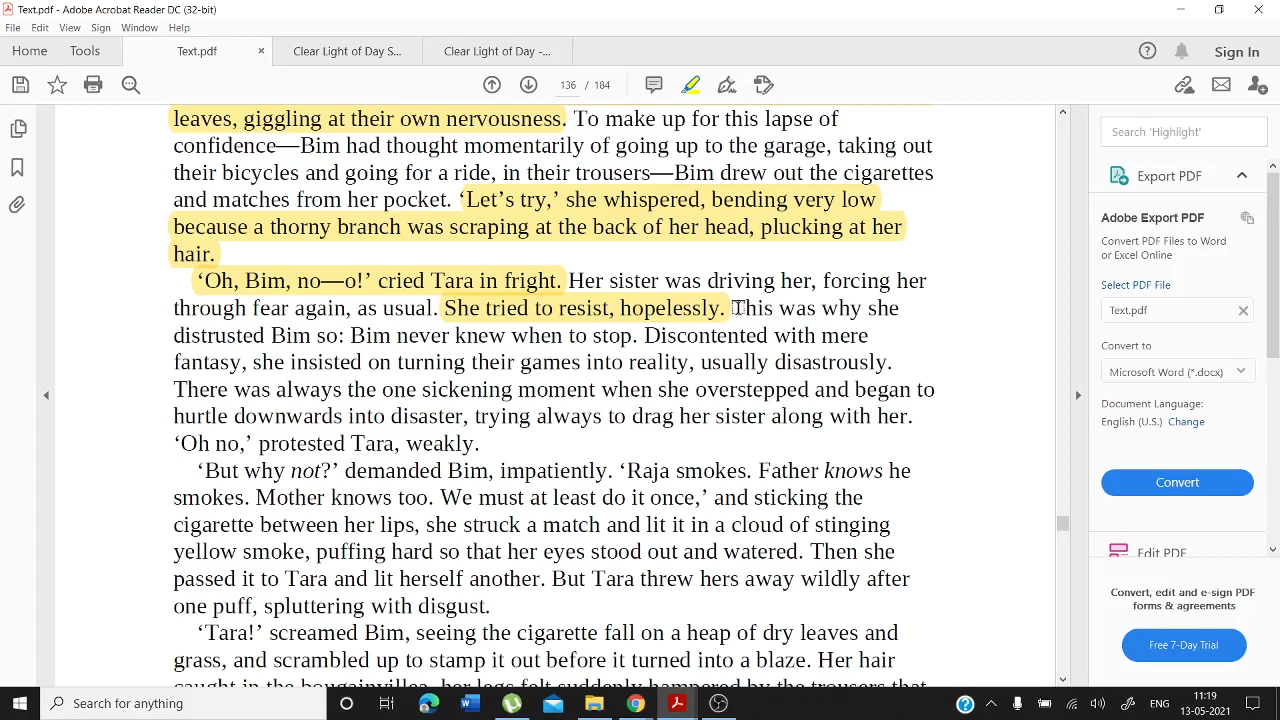 Text.pdf - Adobe Acrobat Reader DC (32-bit)
File Edit View Sign Window Help
Home Tools Text.pdf × Clear Light of Day S... Clear Light of Day -... Sign In
136 / 184
leaves, giggling at their own nervousness. To make up for this lapse of
confidence—Bim had thought momentarily of going up to the garage, taking out
their bicycles and going for a ride, in their trousers—Bim drew out the cigarettes
and matches from her pocket. ‘Let’s try,’ she whispered, bending very low
because a thorny branch was scraping at the back of her head, plucking at her
hair.
‘Oh, Bim, no—o!’ cried Tara in fright. Her sister was driving her, forcing her
through fear again, as usual. She tried to resist, hopelessly. This was why she
distrusted Bim so: Bim never knew when to stop. Discontented with mere
fantasy, she insisted on turning their games into reality, usually disastrously.
There was always the one sickening moment when she overstepped and began to
hurtle downwards into disaster, trying always to drag her sister along with her.
‘Oh no,’ protested Tara, weakly.
‘But why not?’ demanded Bim, impatiently. ‘Raja smokes. Father knows he
smokes. Mother knows too. We must at least do it once,’ and sticking the
cigarette between her lips, she struck a match and lit it in a cloud of stinging
yellow smoke, puffing hard so that her eyes stood out and watered. Then she
passed it to Tara and lit herself another. But Tara threw hers away wildly after
one puff, spluttering with disgust.
‘Tara!’ screamed Bim, seeing the cigarette fall on a heap of dry leaves and
grass, and scrambled up to stamp it out before it turned into a blaze. Her hair
caught in the bougainvillea, her legs felt suddenly hampered by the trousers that
Search 'Highlight'
Export PDF
Adobe Export PDF
Convert PDF Files to Word
or Excel Online
Select PDF File
Text.pdf
Convert to
Microsoft Word (*.docx)
Document Language:
English (U.S.) Change
Convert
Edit PDF
Convert, edit and e-sign PDF
forms & agreements
Free 7-Day Trial
Search for anything
ENG
11:19
13-05-2021